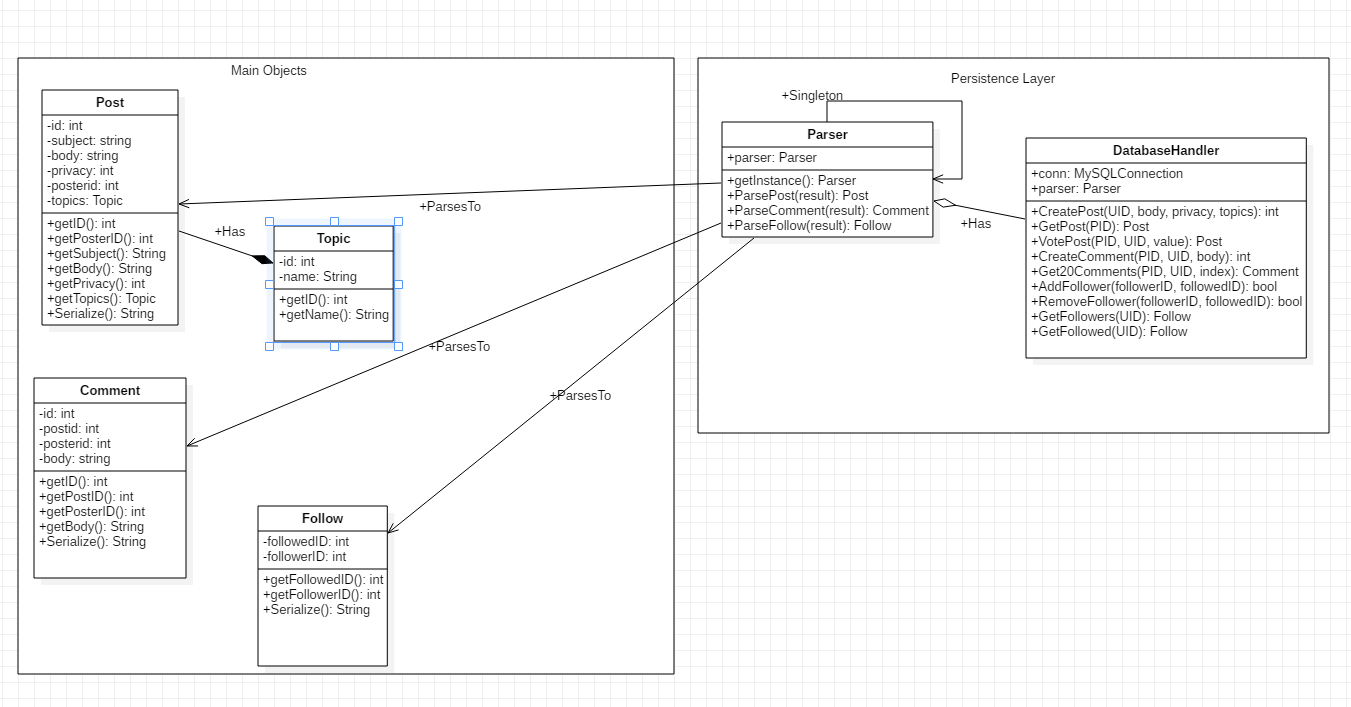 Main Objects
Post
-id: int
-subject: string
-body: string
-privacy: int
-posterid: int
-topics: Topic
+getID(): int
+getPosterID(): int
+getSubject(): String
+getBody(): String
+getPrivacy(): int
+getTopics(): Topic
+Serialize(): String
+Has
Topic
-id: int
-name: String
+getID(): int
+getName(): String
Comment
-id: int
-postid: int
-posterid: int
-body: string
+getID(): int
+getPostID(): int
+getPosterID(): int
+getBody(): String
+Serialize(): String
Follow
-followedID: int
-followerID: int
+getFollowedID(): int
+getFollowerID(): int
+Serialize(): String
+ParsesTo
+ParsesTo
+ParsesTo
Persistence Layer
+Singleton
Parser
+parser: Parser
+getInstance(): Parser
+ParsePost(result): Post
+ParseComment(result): Comment
+ParseFollow(result): Follow
+Has
DatabaseHandler
+conn: MySQLConnection
+parser: Parser
+CreatePost(UID, body, privacy, topics): int
+GetPost(PID): Post
+VotePost(PID, UID, value): Post
+CreateComment(PID, UID, body): int
+Get20Comments(PID, UID, index): Comment
+AddFollower(followerID, followedID): bool
+RemoveFollower(followerID, followedID): bool
+GetFollowers(UID): Follow
+GetFollowed(UID): Follow